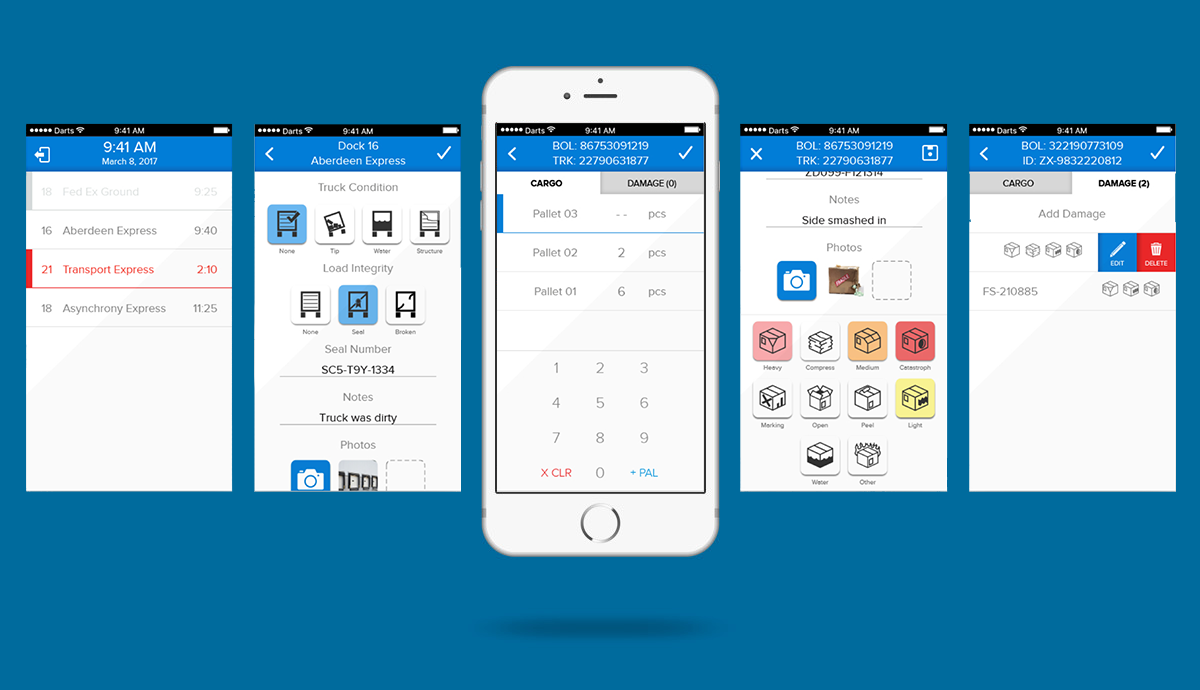 Darts 9:41 AM
9:41 AM
March 8, 2017
18 Fed Ex Ground 9:25
16 Aberdeen Express 9:40
21 Transport Express 2:10
18 Asynchrony Express 11:25
Darts 9:41 AM
Dock 16
Aberdeen Express
Truck Condition
None Tip Water Structure
Load Integrity
None Seal Broken
Seal Number
SC5-T9Y-1334
Notes
Truck was dirty
Photos
Darts 9:41 AM
BOL: 86753091219
TRK: 22790631877
CARGO DAMAGE (0)
Pallet 03 -- pcs
Pallet 02 2 pcs
Pallet 01 6 pcs
1 2 3
4 5 6
7 8 9
X CLR 0 + PAL
Darts 9:41 AM
BOL: 86753091219
TRK: 22790631877
Notes
Side smashed in
Photos
Heavy Compress Medium Catastroph
Marking Open Peel Light
Water Other
Darts 9:41 AM
BOL: 322190773109
ID: ZX-9832220812
CARGO DAMAGE (2)
Add Damage
EDIT DELETE
FS-210885